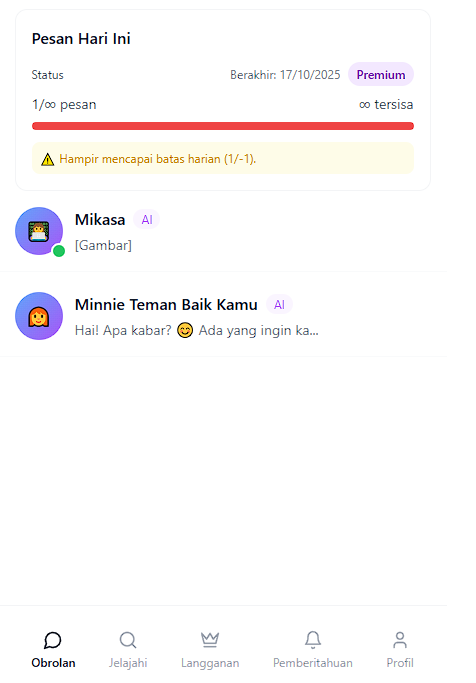 Pesan Hari Ini
Status Berakhir: 17/10/2025 Premium
1/∞ pesan ∞ tersisa
⚠️ Hampir mencapai batas harian (1/-1).
Mikasa AI
[Gambar]
Minnie Teman Baik Kamu AI
Hai! Apa kabar? 😊 Ada yang ingin ka...
Obrolan Jelajahi Langganan Pemberitahuan Profil